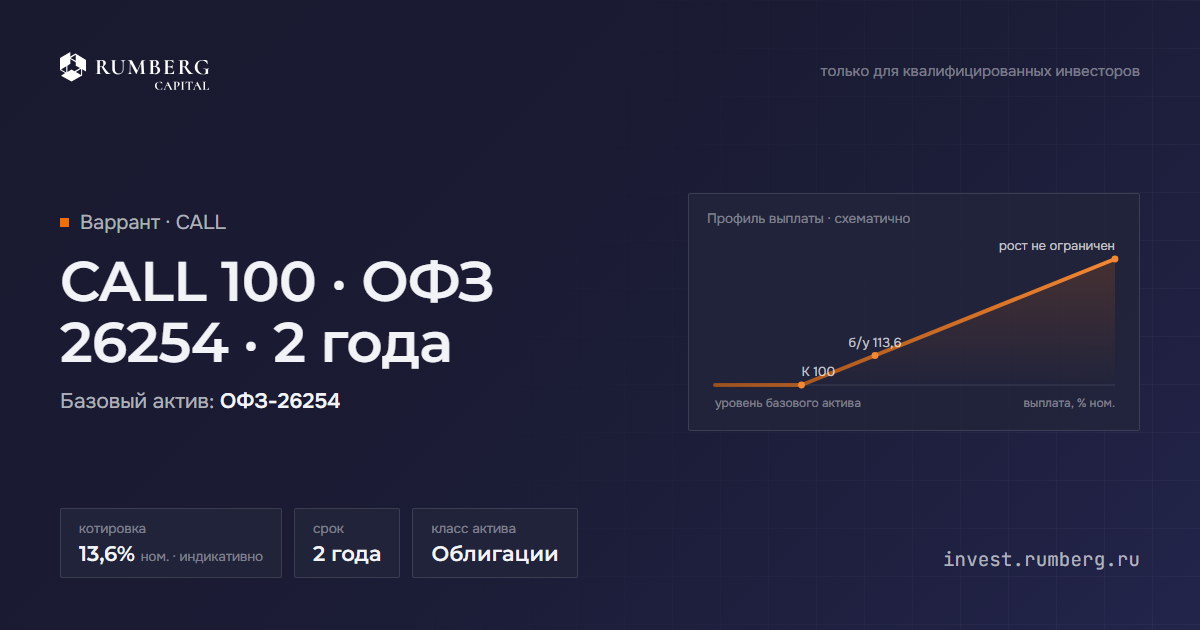 RUMBERG
CAPITAL
только для квалифицированных инвесторов
Варрант · CALL
CALL 100 · ОФЗ
26254 · 2 года
Базовый актив: ОФЗ-26254
Профиль выплаты · схематично
рост не ограничен
б/у 113,6
K 100
уровень базового актива
выплата, % ном.
котировка
13,6% ном. · индикативно
срок
2 года
класс актива
Облигации
invest.rumberg.ru